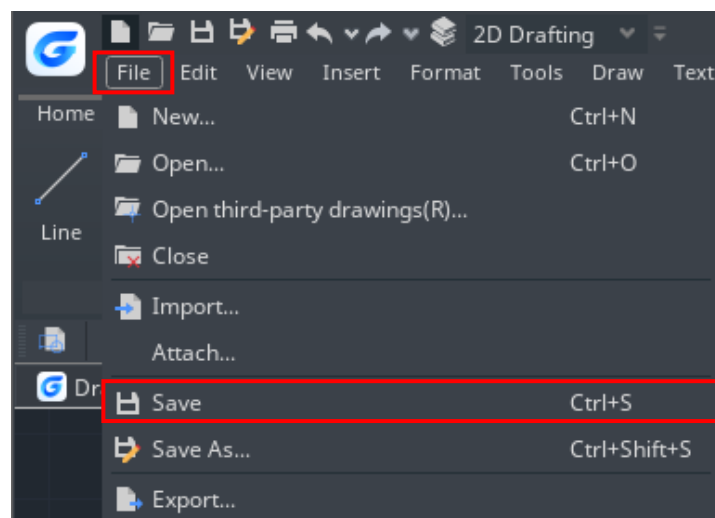 2D Drafting
File Edit View Insert Format Tools Draw Text
Home
New... Ctrl+N
Open... Ctrl+O
Open third-party drawings(R)...
Line
Close
Import...
Attach...
Dr
Save Ctrl+S
Save As... Ctrl+Shift+S
Export...